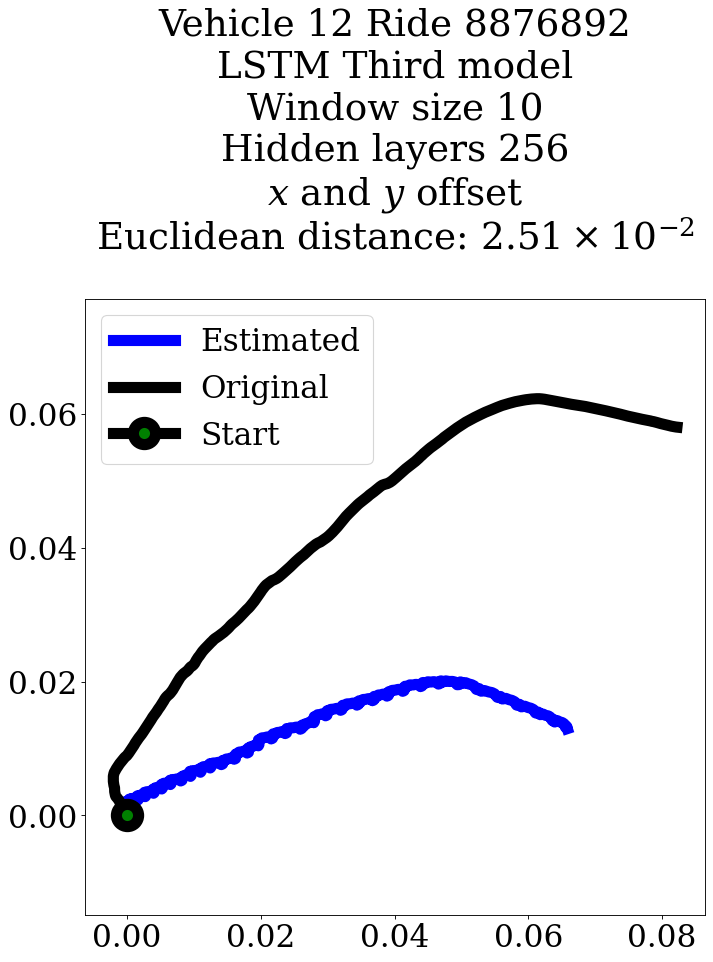 Vehicle 12 Ride 8876892
LSTM Third model
Window size 10
Hidden layers 256
x and y offset
Euclidean distance: 2.51 × 10⁻²
Estimated
Original
Start
0.06
0.04
0.02
0.00
0.00 0.02 0.04 0.06 0.08